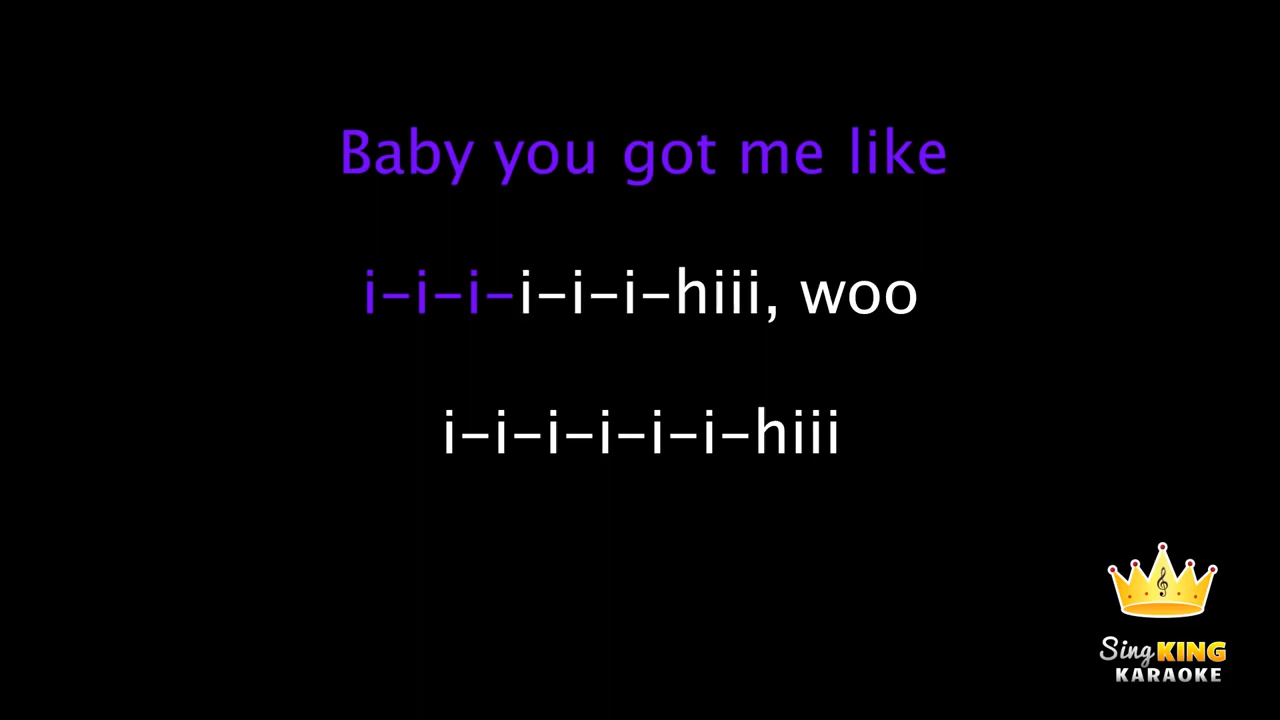 Baby you got me like
i-i-i-i-i-i-hiii, woo
i-i-i-i-i-i-hiii
Sing KING
KARAOKE